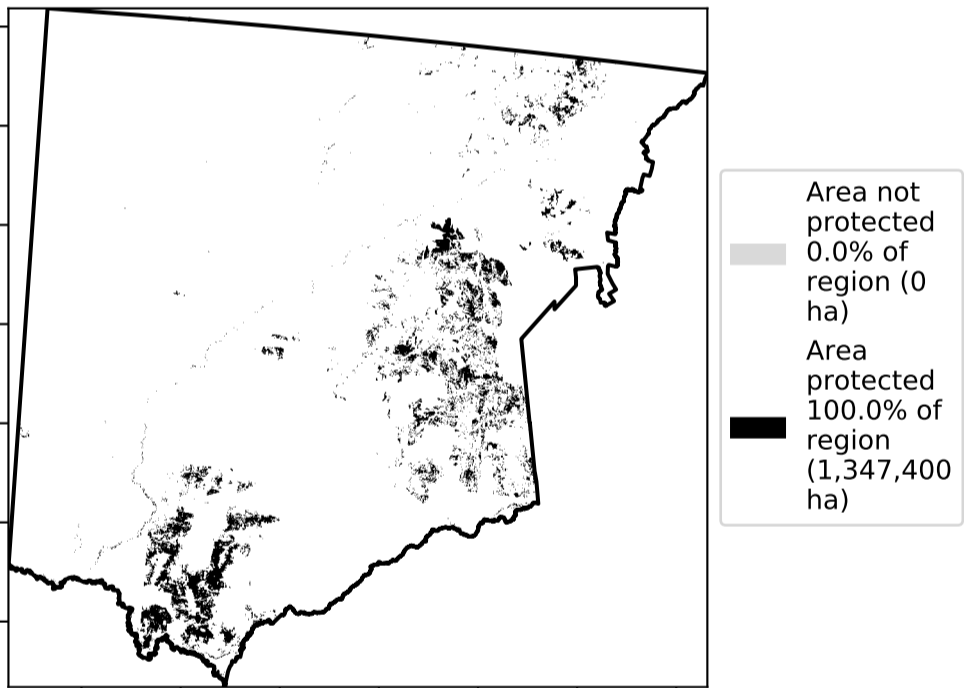 Area not
protected
0.0% of
region (0
ha)
Area
protected
100.0% of
region
(1,347,400
ha)